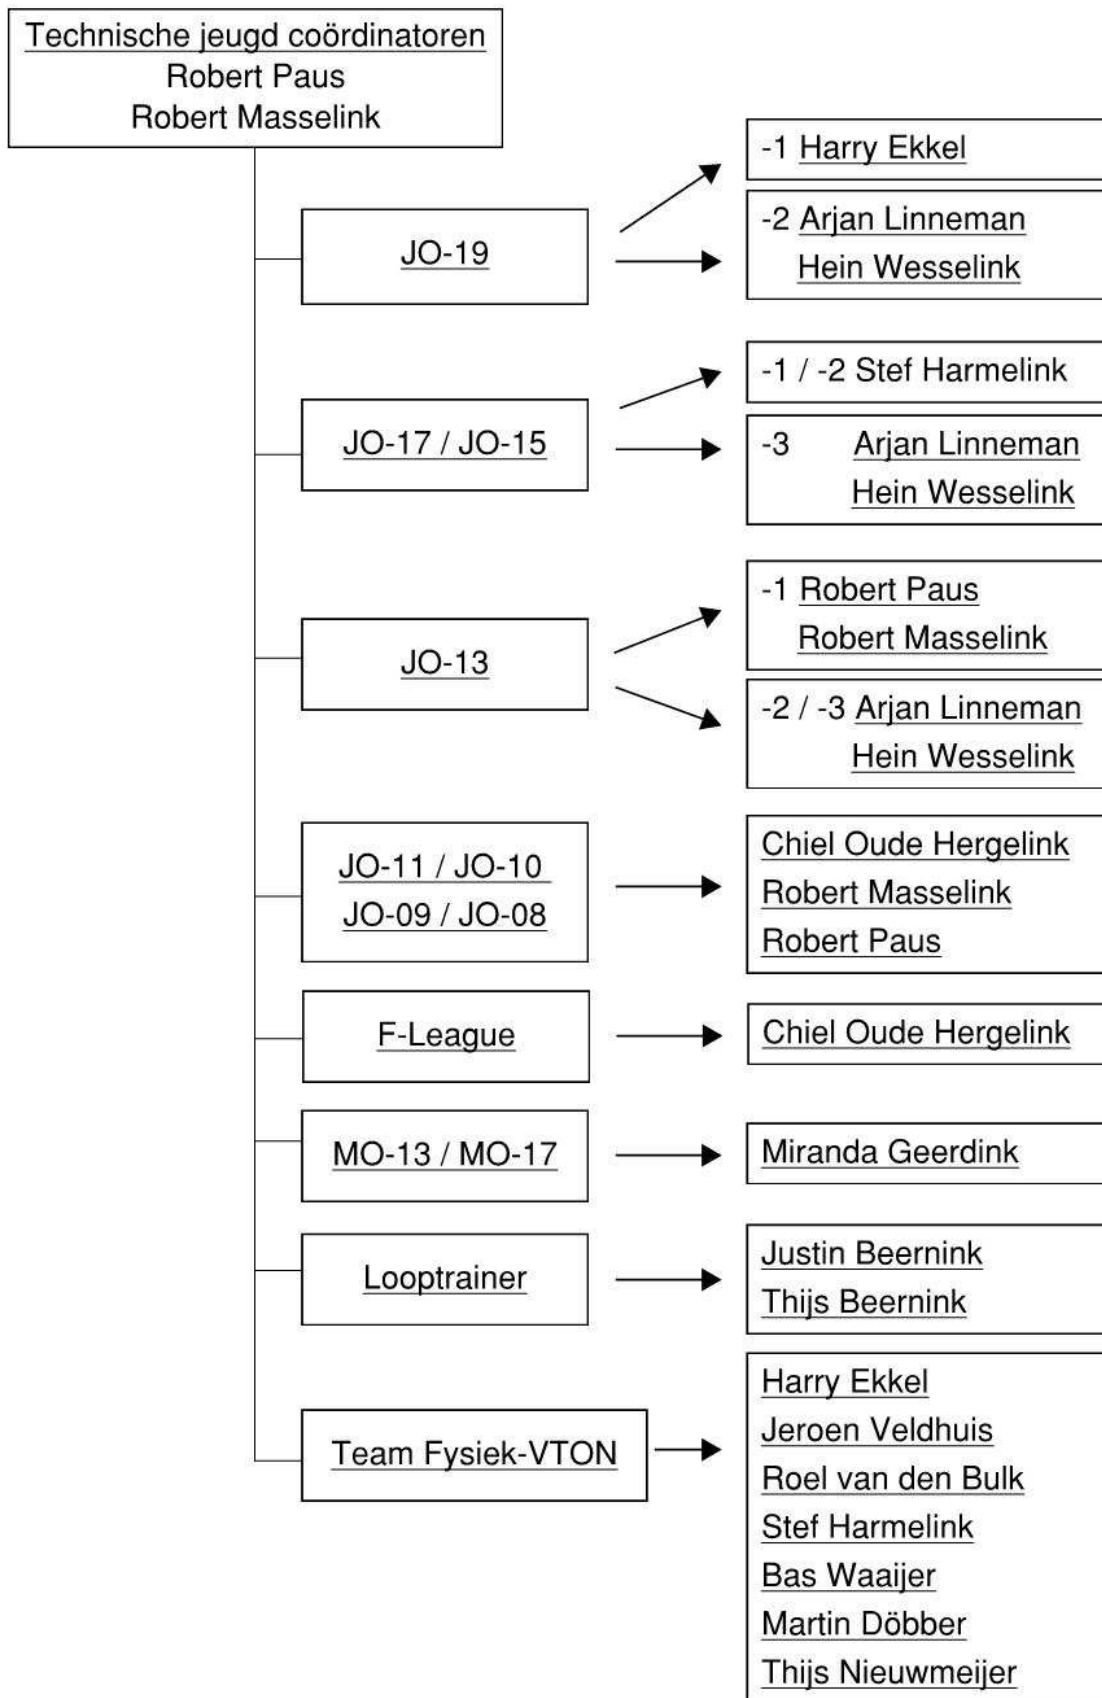 Technische jeugd coördinatoren
Robert Paus
Robert Masselink
JO-19
-1 Harry Ekkel
-2 Arjan Linneman
Hein Wesselink
JO-17 / JO-15
-1 / -2 Stef Harmelink
-3 Arjan Linneman
Hein Wesselink
JO-13
-1 Robert Paus
Robert Masselink
-2 / -3 Arjan Linneman
Hein Wesselink
JO-11 / JO-10
JO-09 / JO-08
Chiel Oude Hergelink
Robert Masselink
Robert Paus
F-League
Chiel Oude Hergelink
MO-13 / MO-17
Miranda Geerdink
Looptrainer
Justin Beernink
Thijs Beernink
Team Fysiek-VTON
Harry Ekkel
Jeroen Veldhuis
Roel van den Bulk
Stef Harmelink
Bas Waaijer
Martin Döbber
Thijs Nieuwmeijer